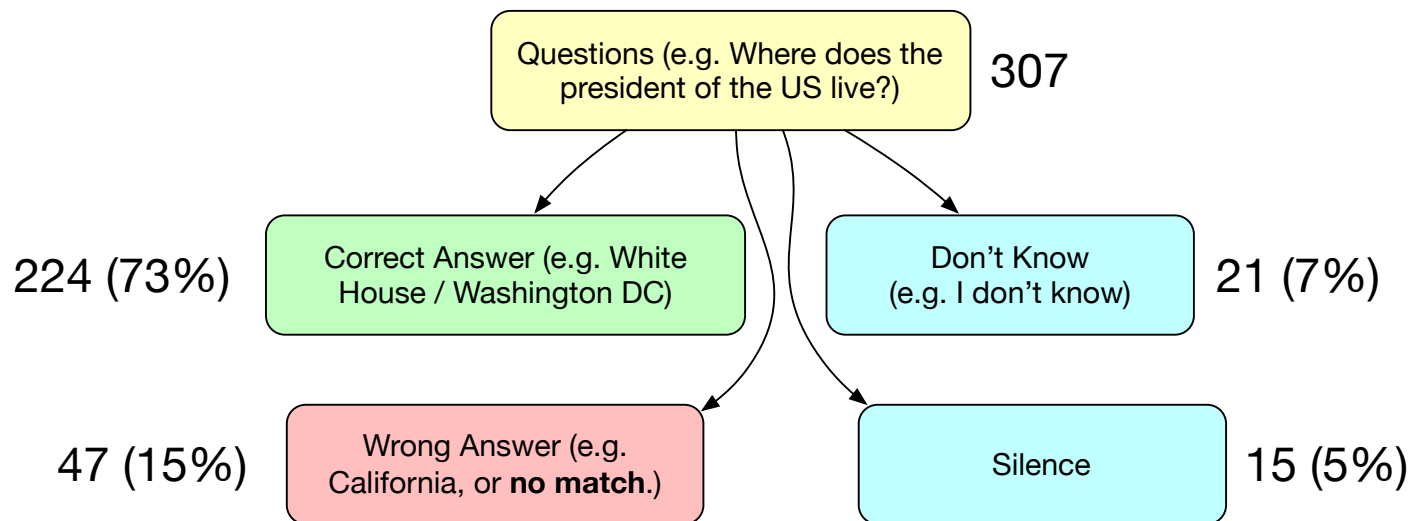 Questions (e.g. Where does the
president of the US live?)
307
224 (73%)
Correct Answer (e.g. White
House / Washington DC)
Don’t Know
(e.g. I don’t know)
21 (7%)
47 (15%)
Wrong Answer (e.g.
California, or no match.)
Silence
15 (5%)